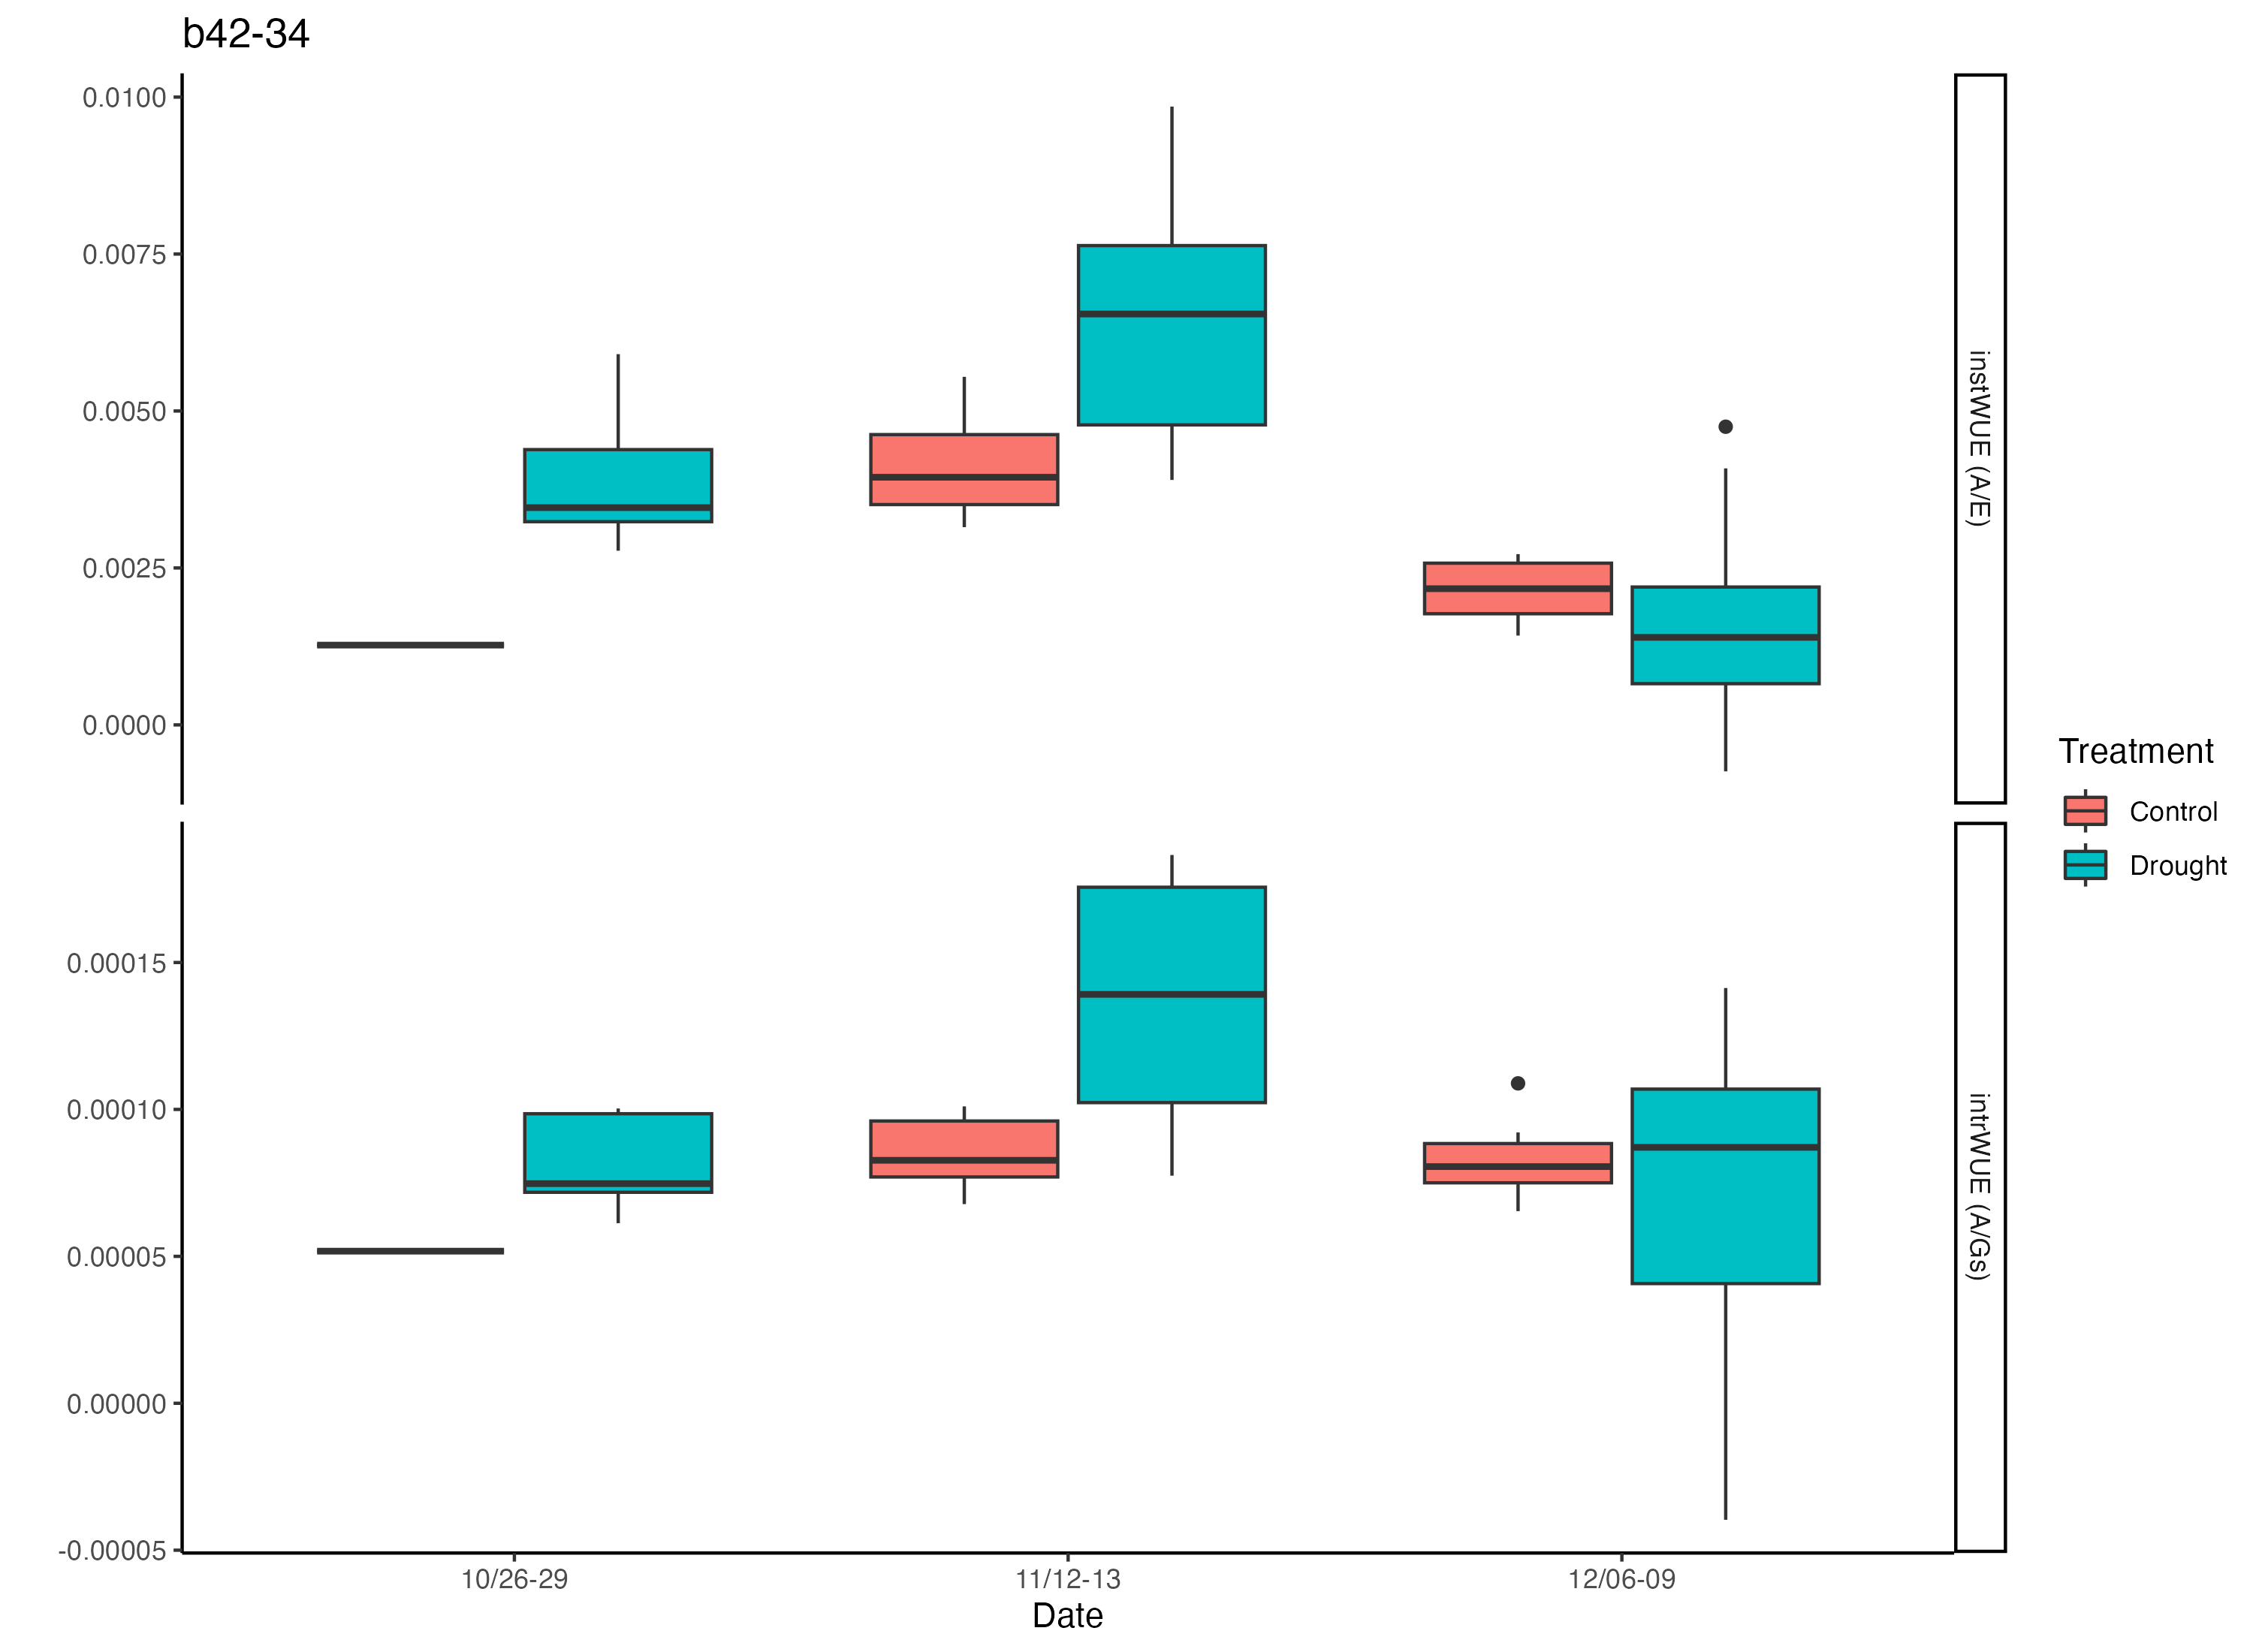 b42-34
0.0100
0.0075
0.0050
0.0025
0.0000
instWUE (A/E)
0.00015
0.00010
0.00005
0.00000
-0.00005
intrWUE (A/Gs)
10/26-29
11/12-13
12/06-09
Date
Treatment
Control
Drought